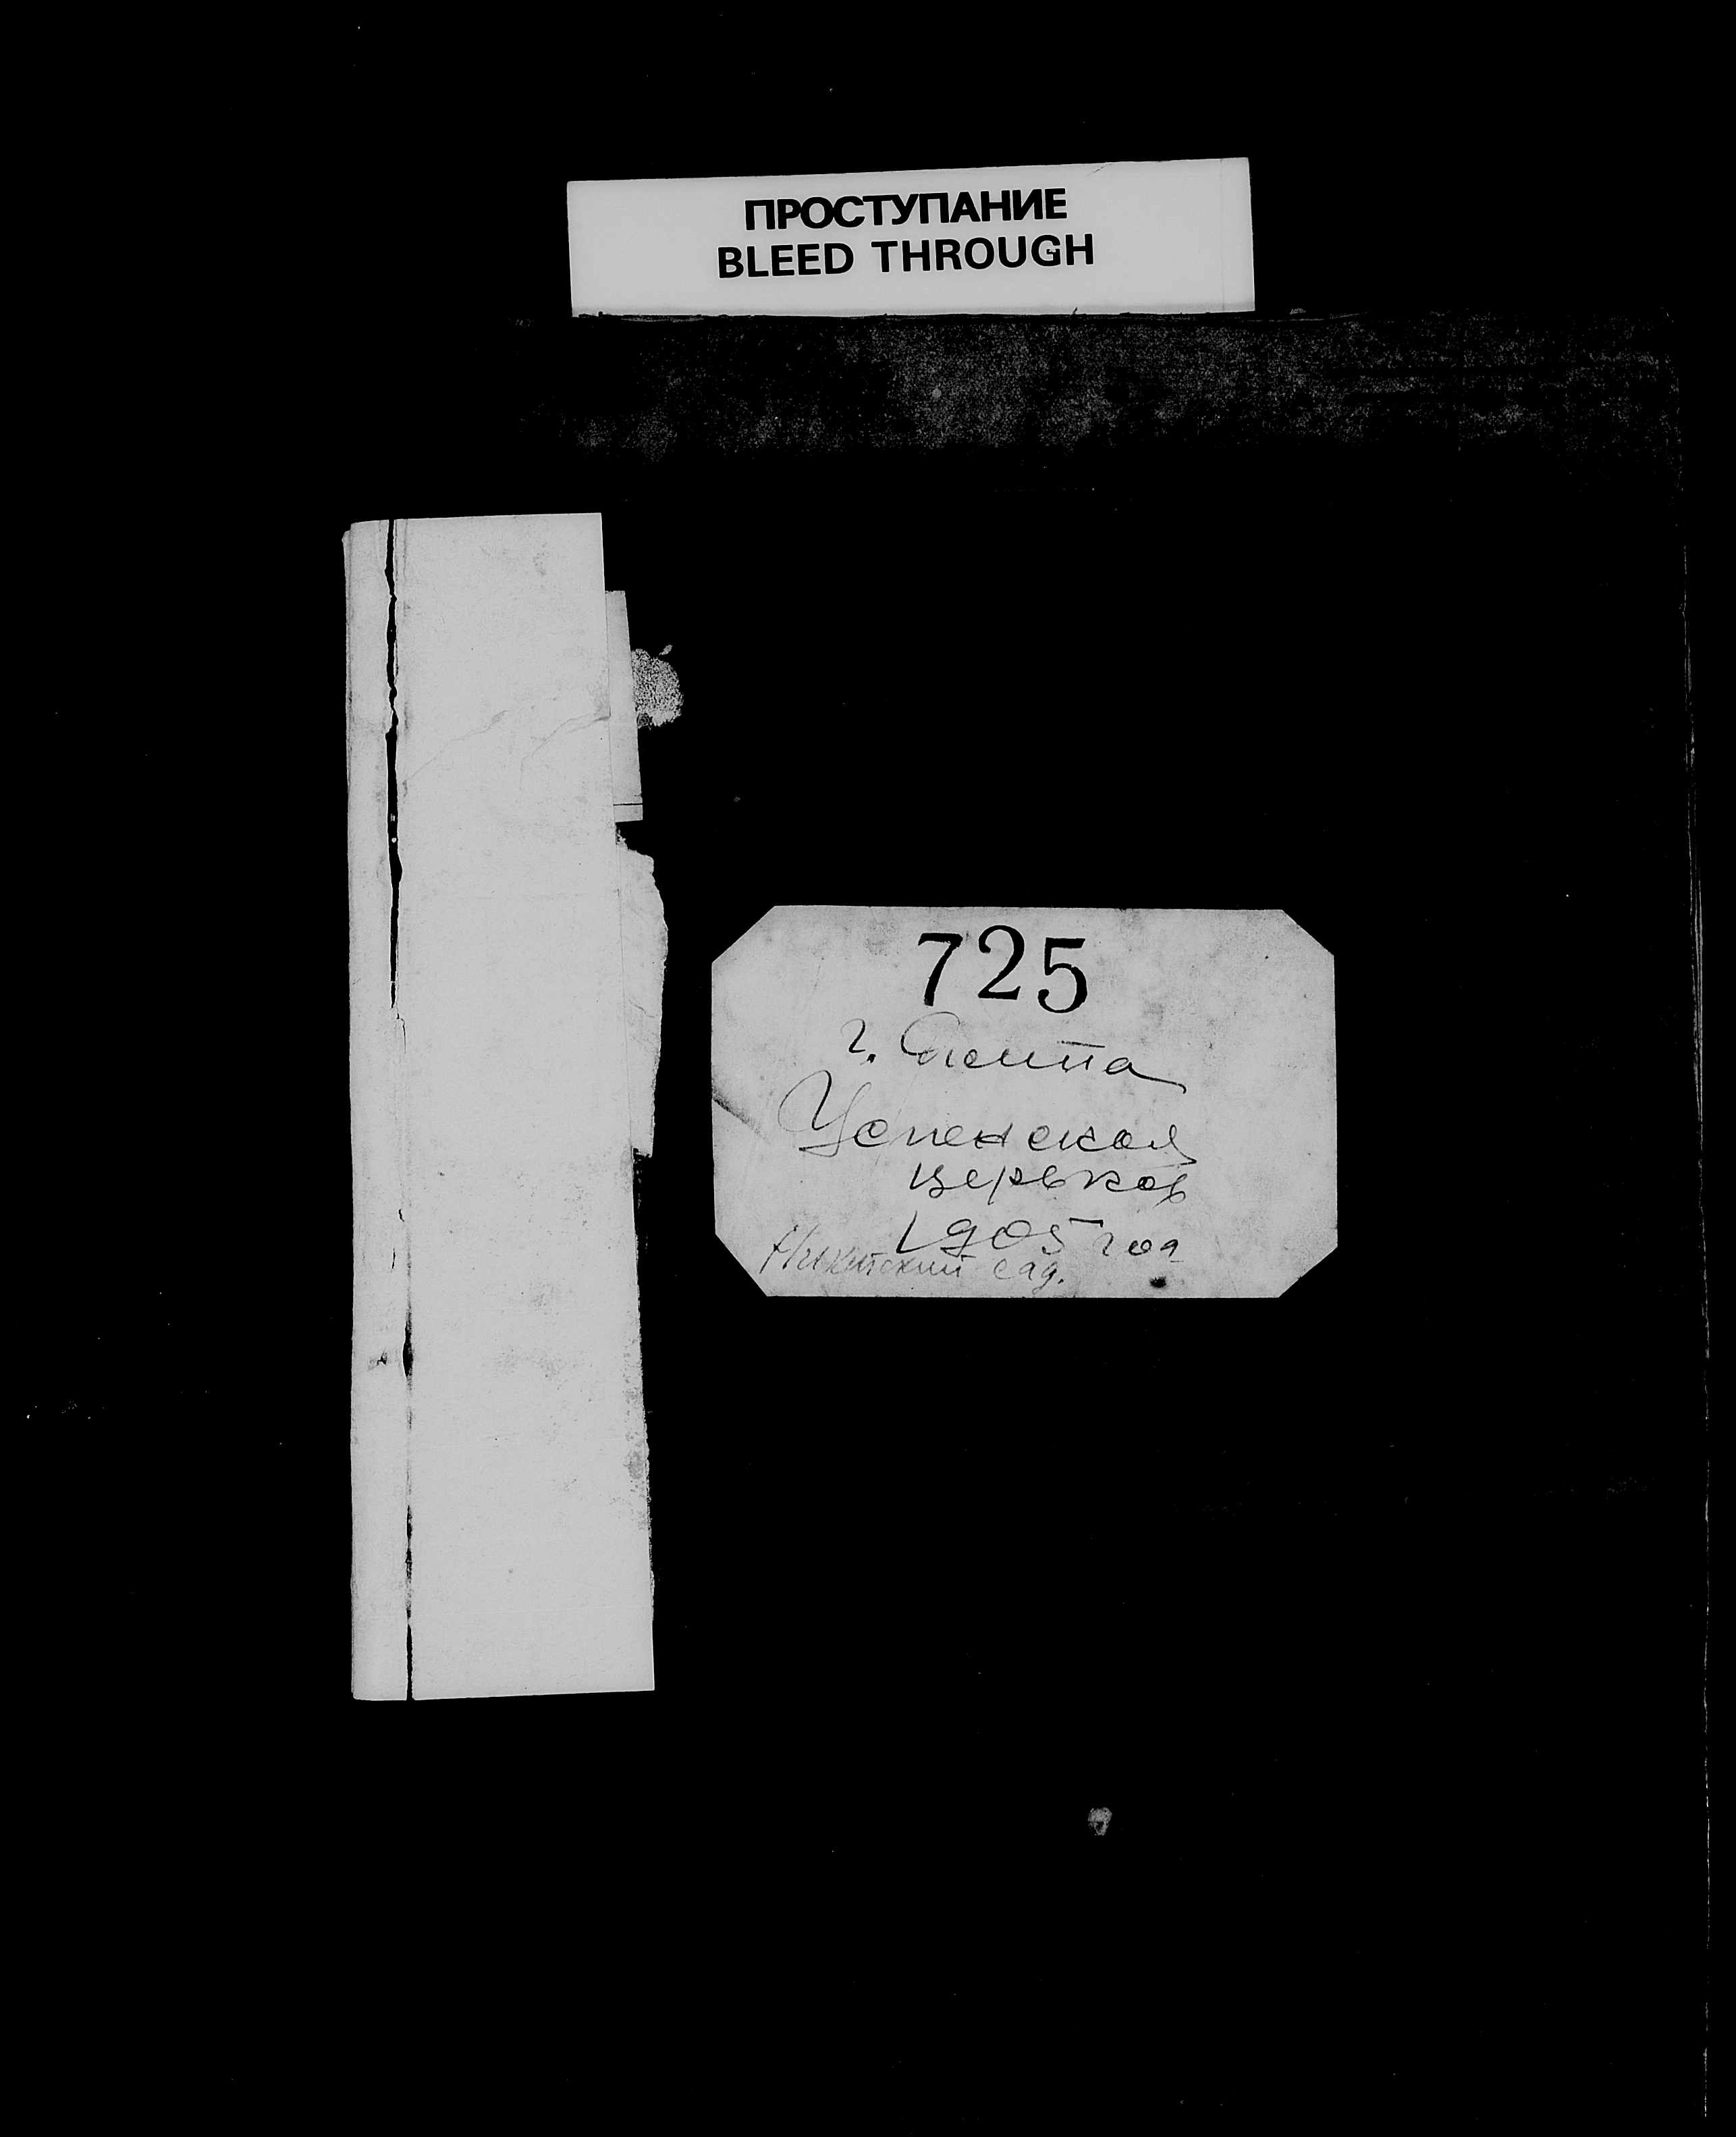 ПРОСТУПАНИЕ
BLEED THROUGH
725
г. Ялта
Успенская
церковь
1905 год
Никитский сад.